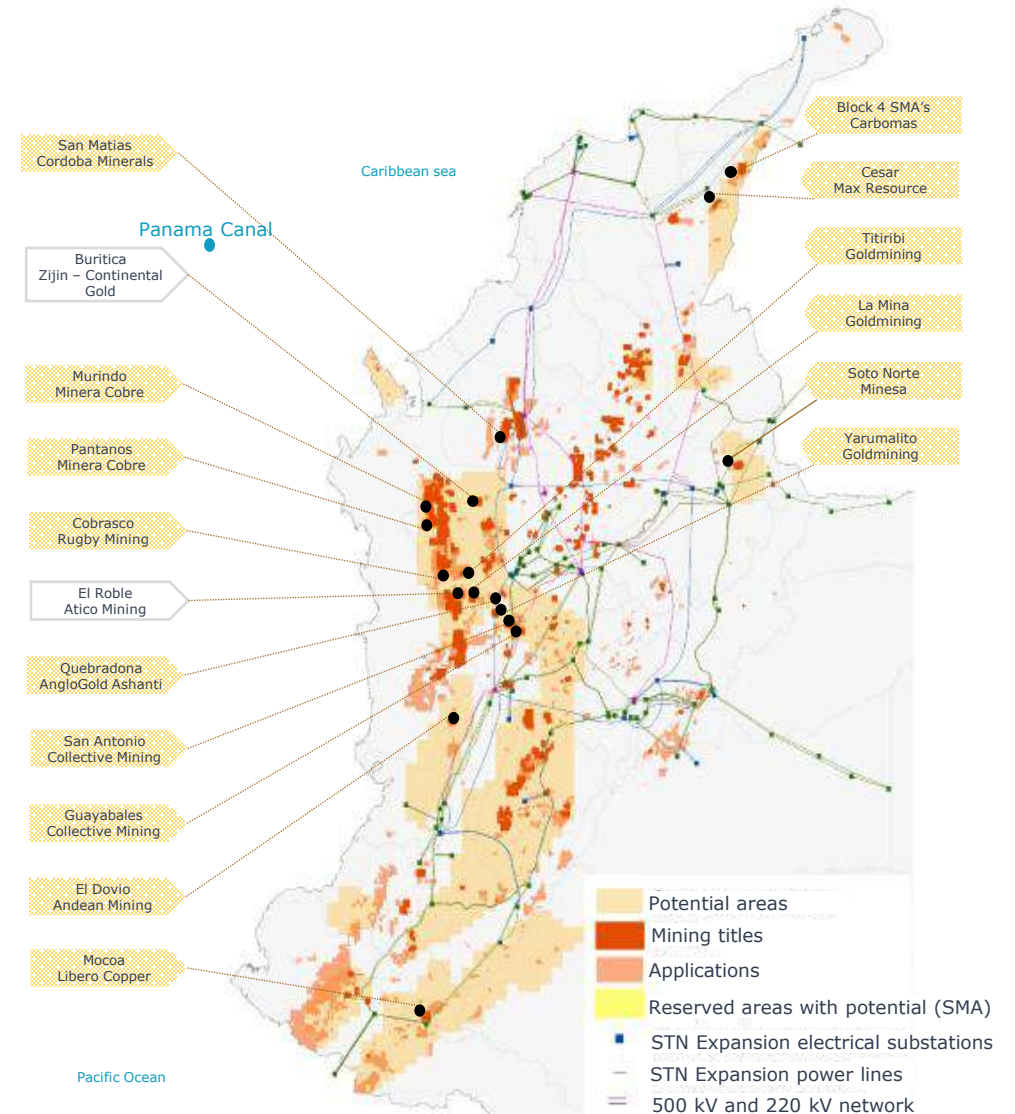 San Matias
Cordoba Minerals
Panama Canal
Buritica
Zijin – Continental
Gold
Murindo
Minera Cobre
Pantanos
Minera Cobre
Cobrasco
Rugby Mining
El Roble
Atico Mining
Quebradona
AngloGold Ashanti
San Antonio
Collective Mining
Guayabales
Collective Mining
El Dovio
Andean Mining
Mocoa
Libero Copper
Pacific Ocean
Caribbean sea
Block 4 SMA's
Carbomas
Cesar
Max Resource
Titiribi
Goldmining
La Mina
Goldmining
Soto Norte
Minesa
Yarumalito
Goldmining
Potential areas
Mining titles
Applications
Reserved areas with potential (SMA)
STN Expansion electrical substations
STN Expansion power lines
500 kV and 220 kV network